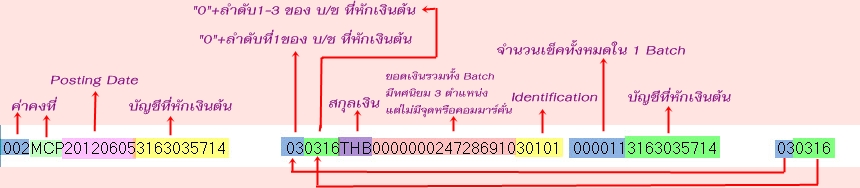 "0"+ลำดับ1-3 ของ บ/ช ที่หักเงินต้น
"0"+ลำดับที่1ของ บ/ช ที่หักเงินต้น
จำนวนเช็คทั้งหมดใน 1 Batch
Posting Date
ยอดเงินรวมทั้ง Batch
มีทศนิยม 3 ตำแหน่ง
แต่ไม่มีจุดหรือคอมมาร์คั่น
ค่าคงที่
บัญชีที่หักเงินต้น
สกุลเงิน
Identification
บัญชีที่หักเงินต้น
002MCP201206053163035714 030316THB000000024728691030101 0000113163035714 030316